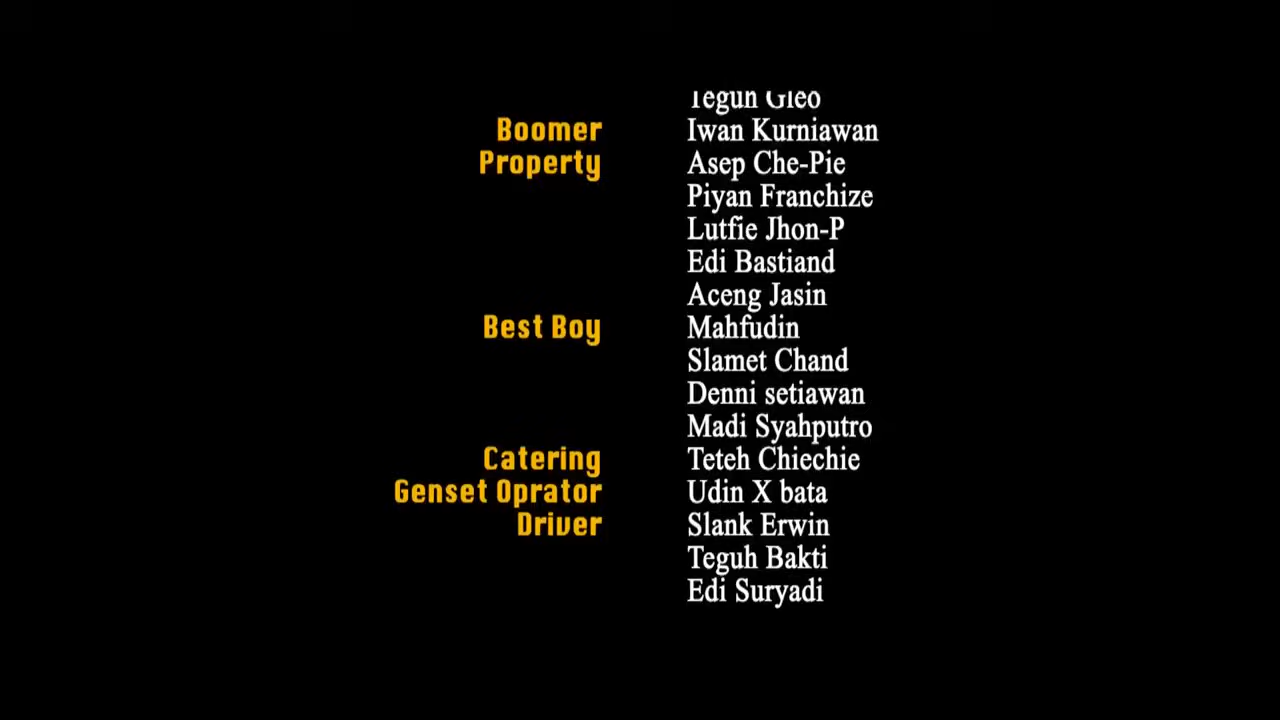 Teguh Gleo
Boomer Iwan Kurniawan
Property Asep Che-Pie
Piyan Franchize
Lutfie Jhon-P
Edi Bastiand
Aceng Jasin
Best Boy Mahfudin
Slamet Chand
Denni setiawan
Madi Syahputro
Catering Teteh Chiechie
Genset Oprator Udin X bata
Driver Slank Erwin
Teguh Bakti
Edi Suryadi